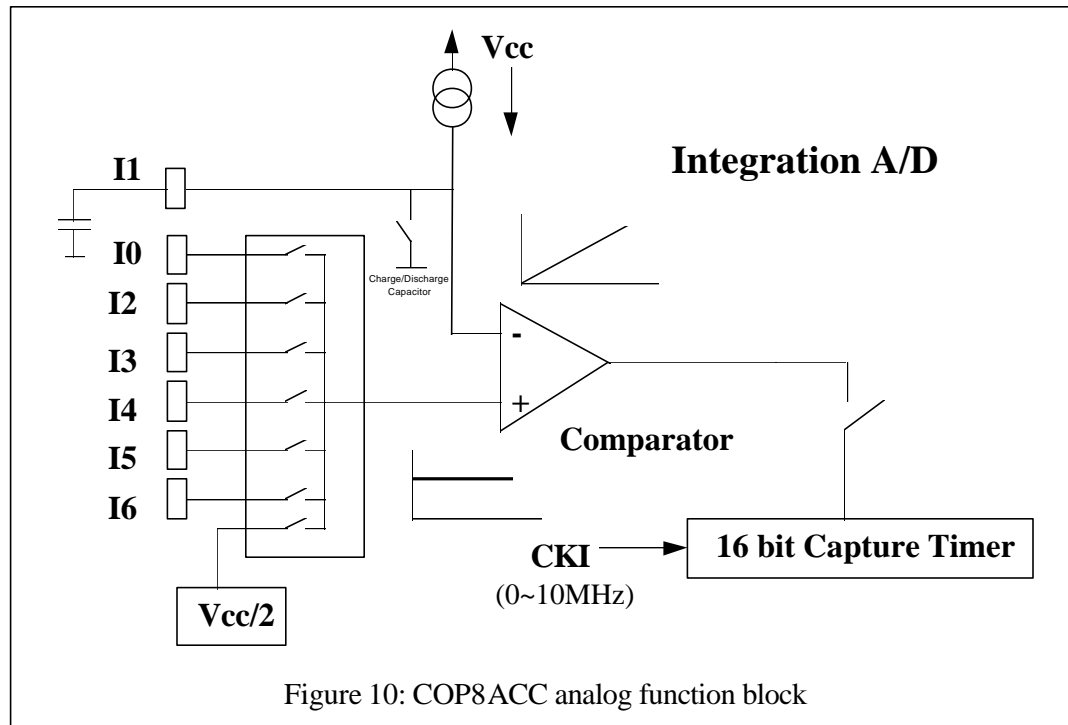 Vcc
Integration A/D
I1
I0
I2
I3
I4
I5
I6
Charge/Discharge
Capacitor
-
+
Comparator
CKI
(0~10MHz)
16 bit Capture Timer
Vcc/2
Figure 10: COP8ACC analog function block